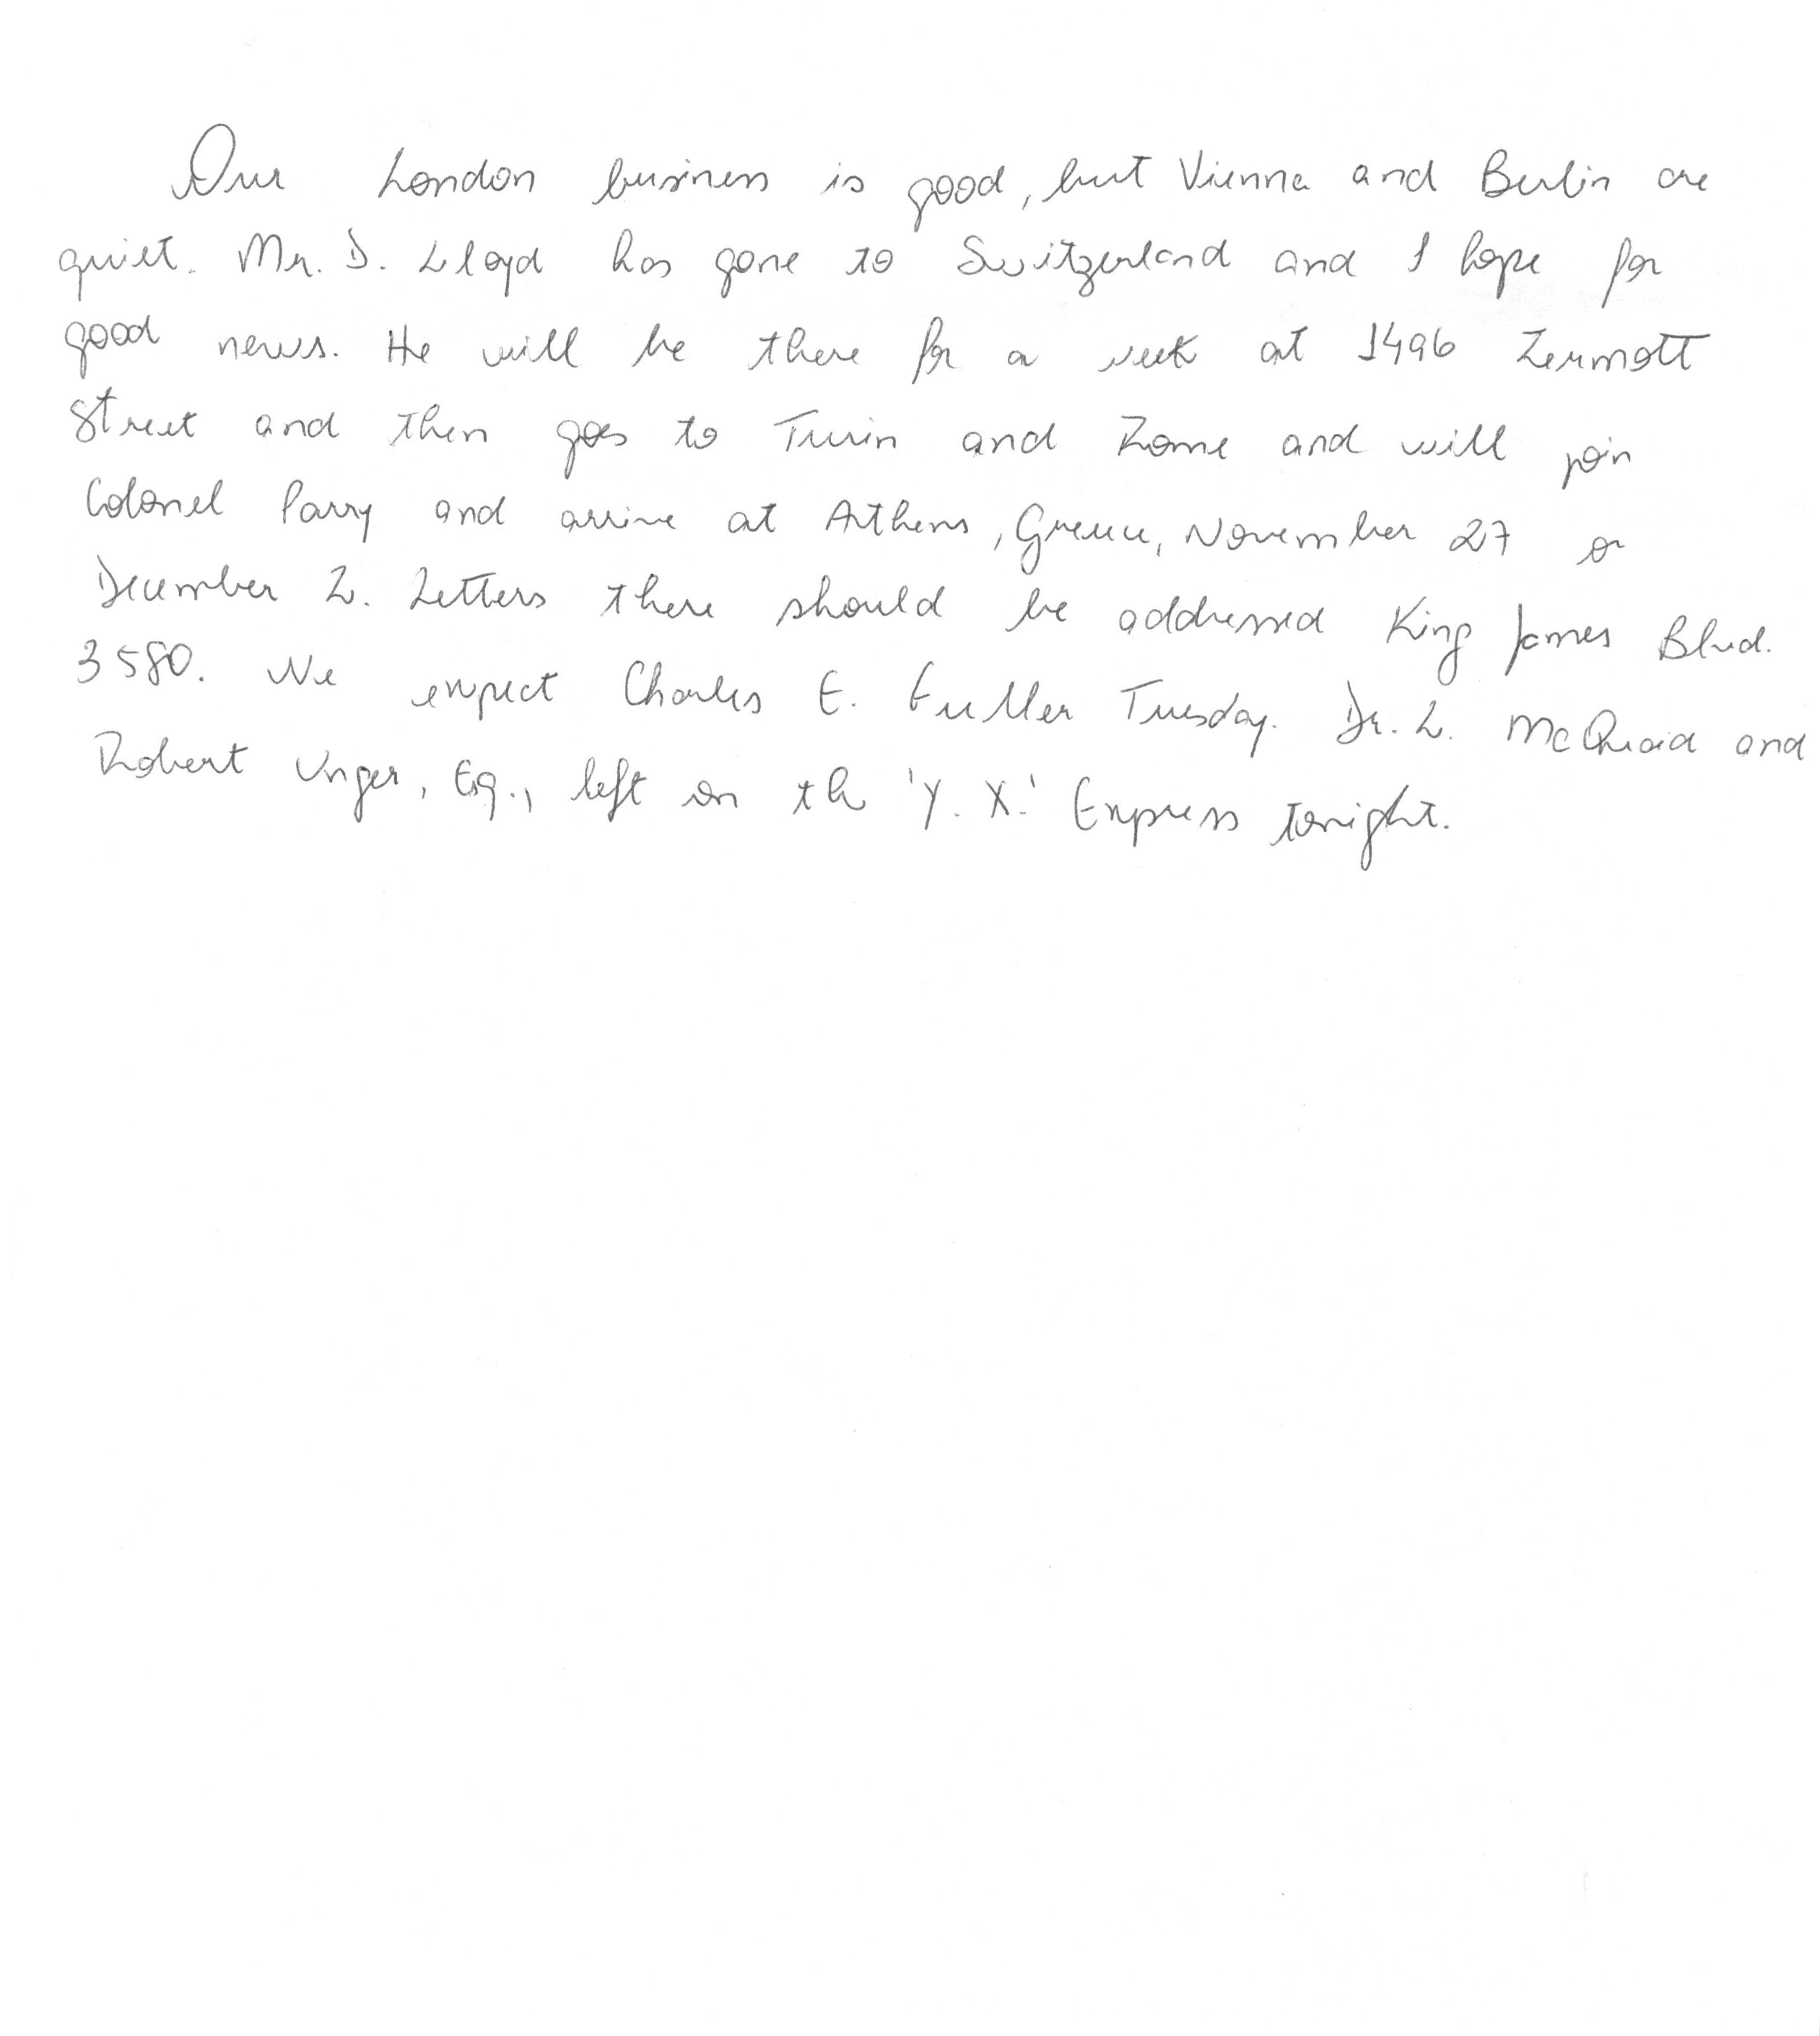 Our London business is good, but Vienna and Berlin are
quiet. Mr. D. Lloyd has gone to Switzerland and I hope for
good news. He will be there for a week at 1496 Zermott
Street and then goes to Turin and Rome and will join
Colonel Parry and arrive at Athens, Greece, November 27 or
December 2. Letters there should be addressed King James Blvd.
3580. We expect Charles E. Fuller Tuesday. Dr. L. McQuaid and
Robert Unger, Esq., left on th 'Y. X.' Express tonight.